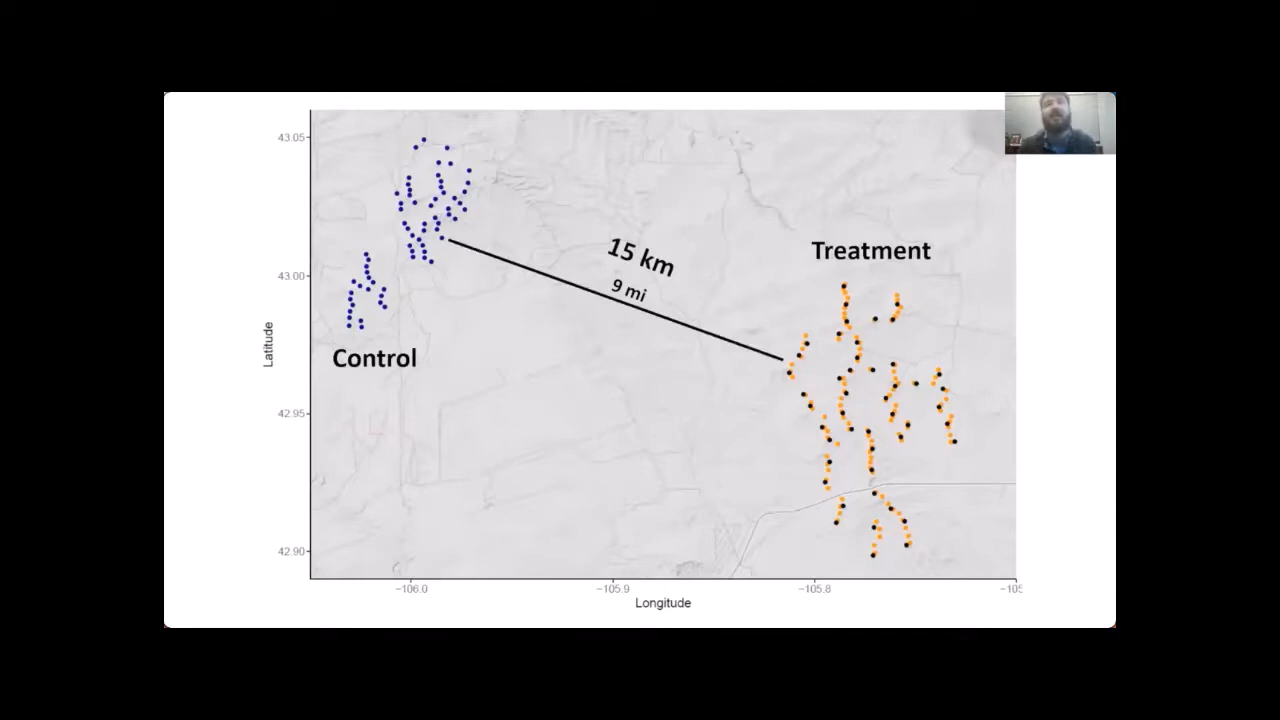 43.05
15 km
9 mi
Treatment
43.00
Control
Latitude
42.95
42.90
−106.0
−105.9
−105.8
−105
Longitude